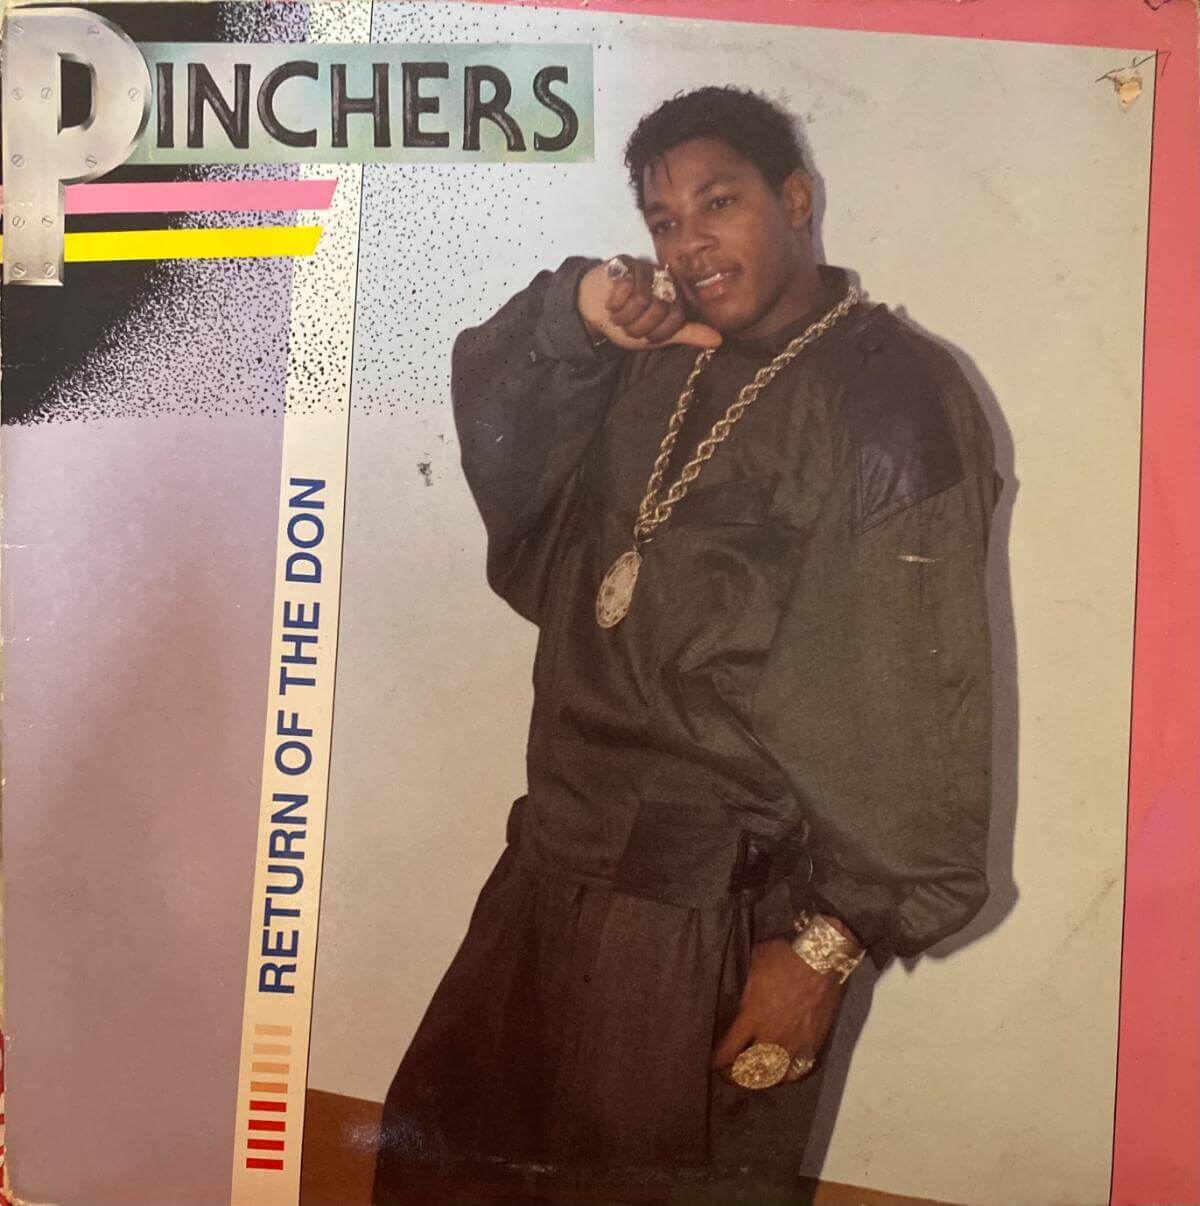 PINCHERS
RETURN OF THE DON